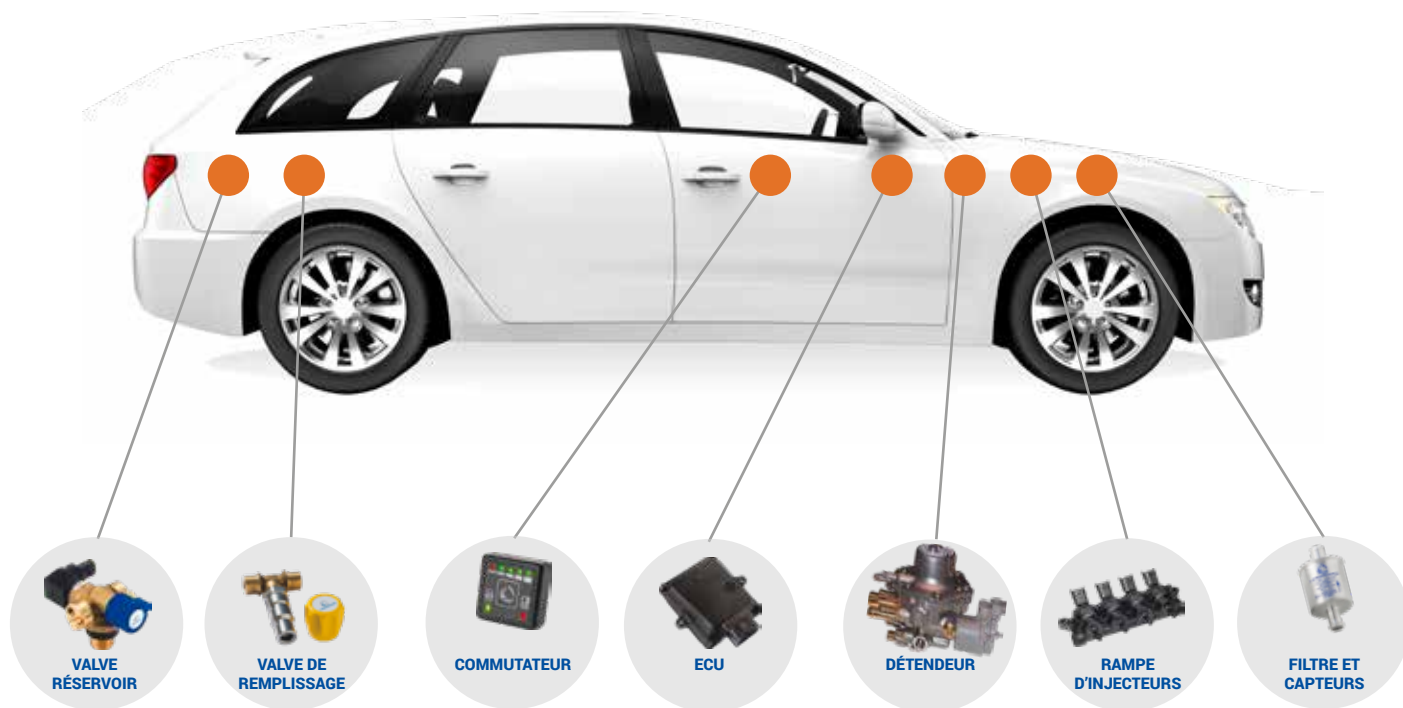 VALVE
RÉSERVOIR
VALVE DE
REMPLISSAGE
COMMUTATEUR
ECU
DÉTENDEUR
RAMPE
D'INJECTEURS
FILTRE ET
CAPTEURS